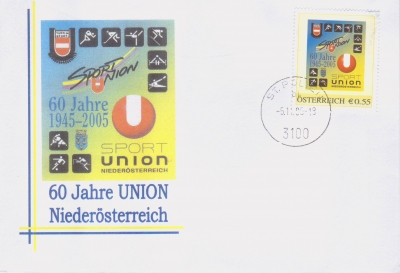 SPORT
UNION
60 Jahre
1945-2005
SPORT
union
NIEDERÖSTERREICH
60 Jahre UNION
Niederösterreich
60 Jahre
1945-2005
SPORT
union
ÖSTERREICH €0.55
3100